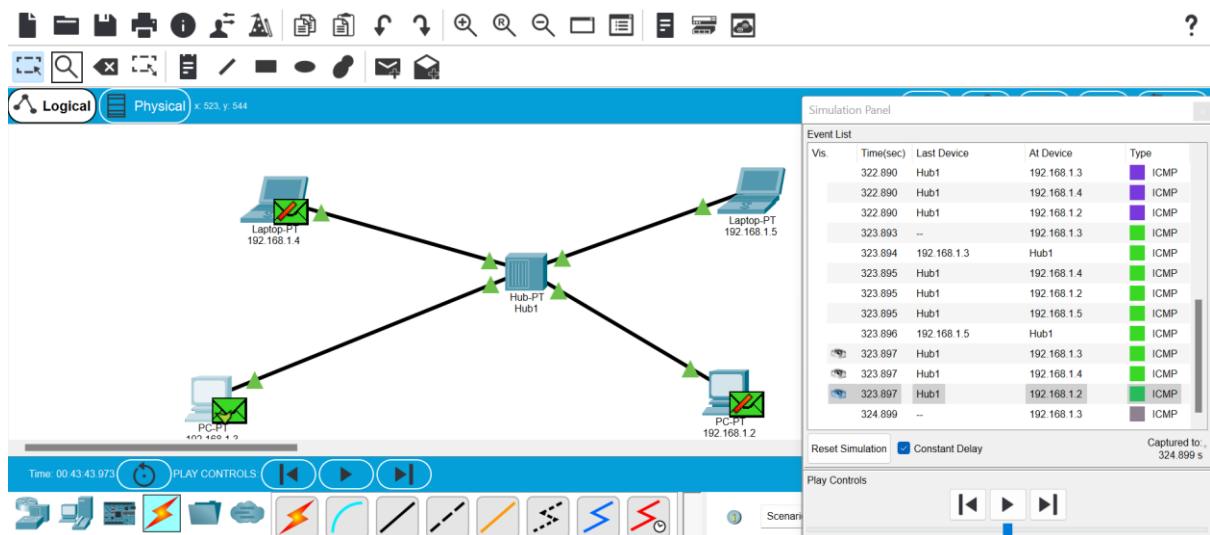 ?
Logical
Physical
x: 523, y: 544
Simulation Panel
Event List
Vis. Time(sec) Last Device At Device Type
322.890 Hub1 192.168.1.3 ICMP
322.890 Hub1 192.168.1.4 ICMP
322.890 Hub1 192.168.1.2 ICMP
323.893 -- 192.168.1.3 ICMP
323.894 192.168.1.3 Hub1 ICMP
323.895 Hub1 192.168.1.4 ICMP
323.895 Hub1 192.168.1.2 ICMP
323.895 Hub1 192.168.1.5 ICMP
323.896 192.168.1.5 Hub1 ICMP
323.897 Hub1 192.168.1.3 ICMP
323.897 Hub1 192.168.1.4 ICMP
323.897 Hub1 192.168.1.2 ICMP
324.899 -- 192.168.1.3 ICMP
Reset Simulation
Constant Delay
Captured to:
324.899 s
Play Controls
Laptop-PT
192.168.1.4
Laptop-PT
192.168.1.5
Hub-PT
Hub1
PC-PT
192.168.1.3
PC-PT
192.168.1.2
Time: 00:43:43.973
PLAY CONTROLS:
Scenari